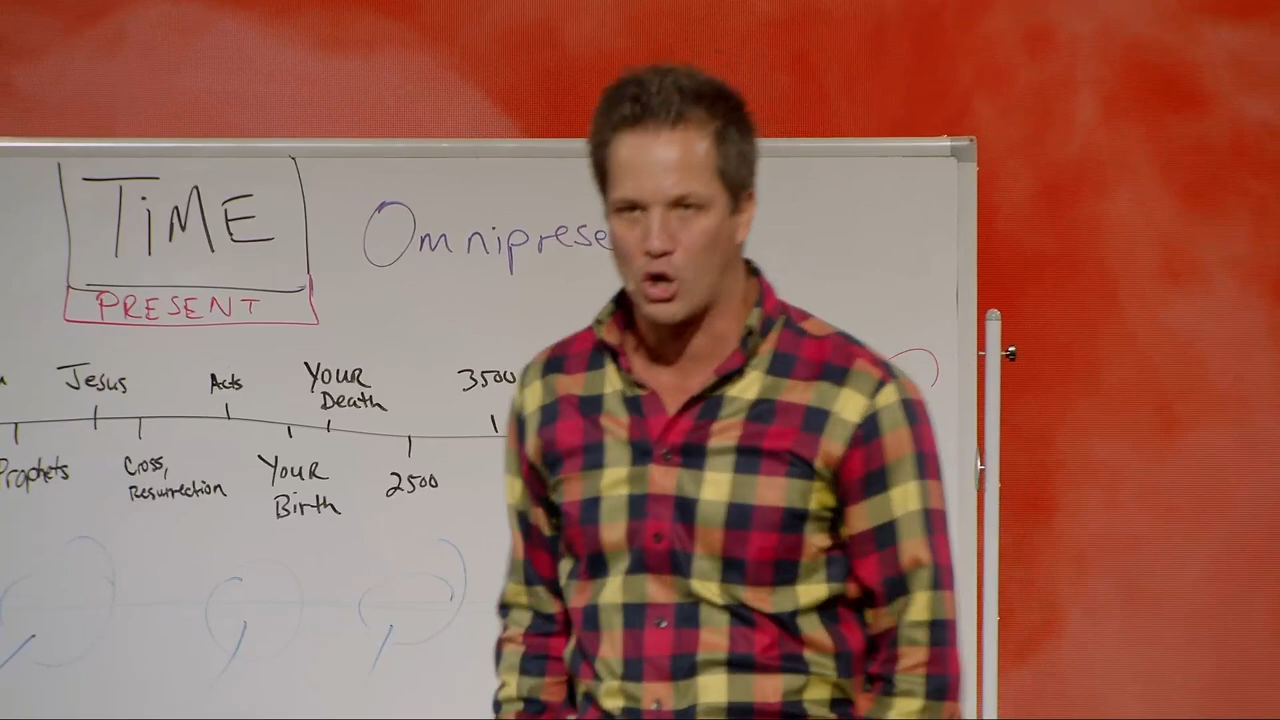 TiME
PRESENT
Omniprese
Jesus
Acts
YOUR
Death
3500
Prophets
Cross,
Resurrection
YOUR
Birth
2500